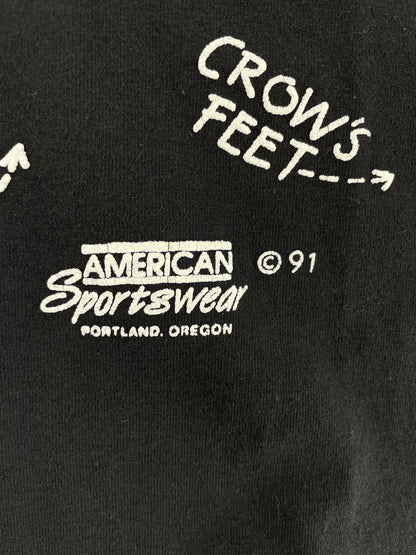 CROW'S
FEET
AMERICAN
Sportswear
PORTLAND, OREGON
© 91